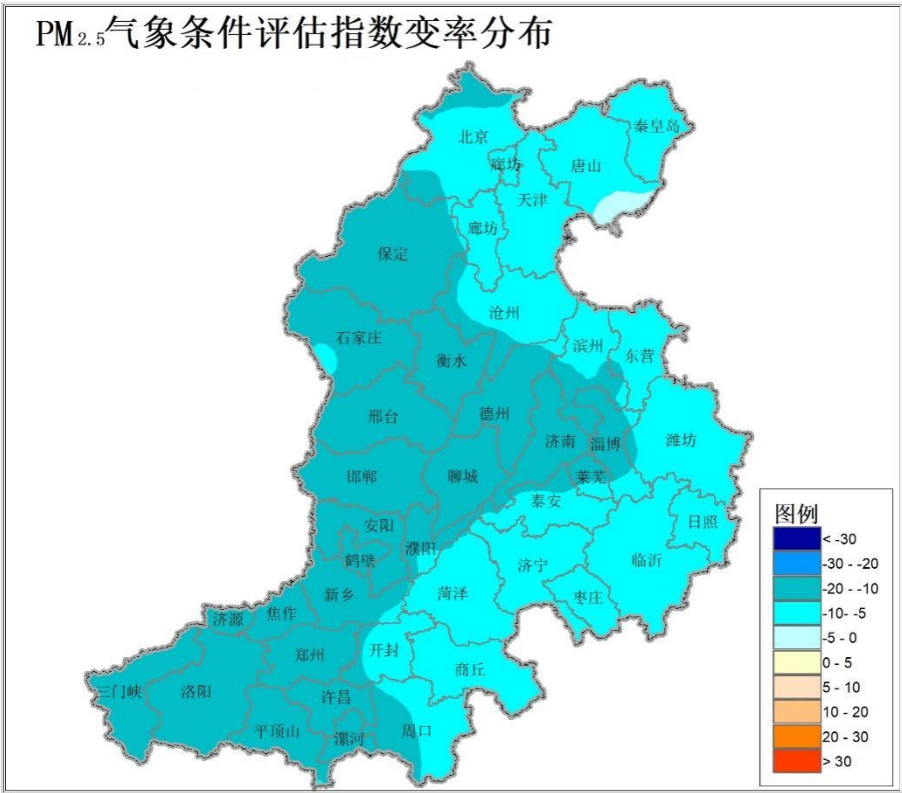 PM2.5气象条件评估指数变率分布
秦皇岛
北京
廊坊
唐山
天津
廊坊
保定
沧州
石家庄
滨州
东营
衡水
德州
邢台
济南
淄博
潍坊
邯郸
聊城
莱芜
泰安
安阳
日照
濮阳
鹤壁
济宁
临沂
新乡
菏泽
枣庄
济源
焦作
开封
郑州
商丘
三门峡
洛阳
许昌
平顶山
漯河
周口
图例
< -30
-30 - -20
-20 - -10
-10- -5
-5 - 0
0 - 5
5 - 10
10 - 20
20 - 30
> 30